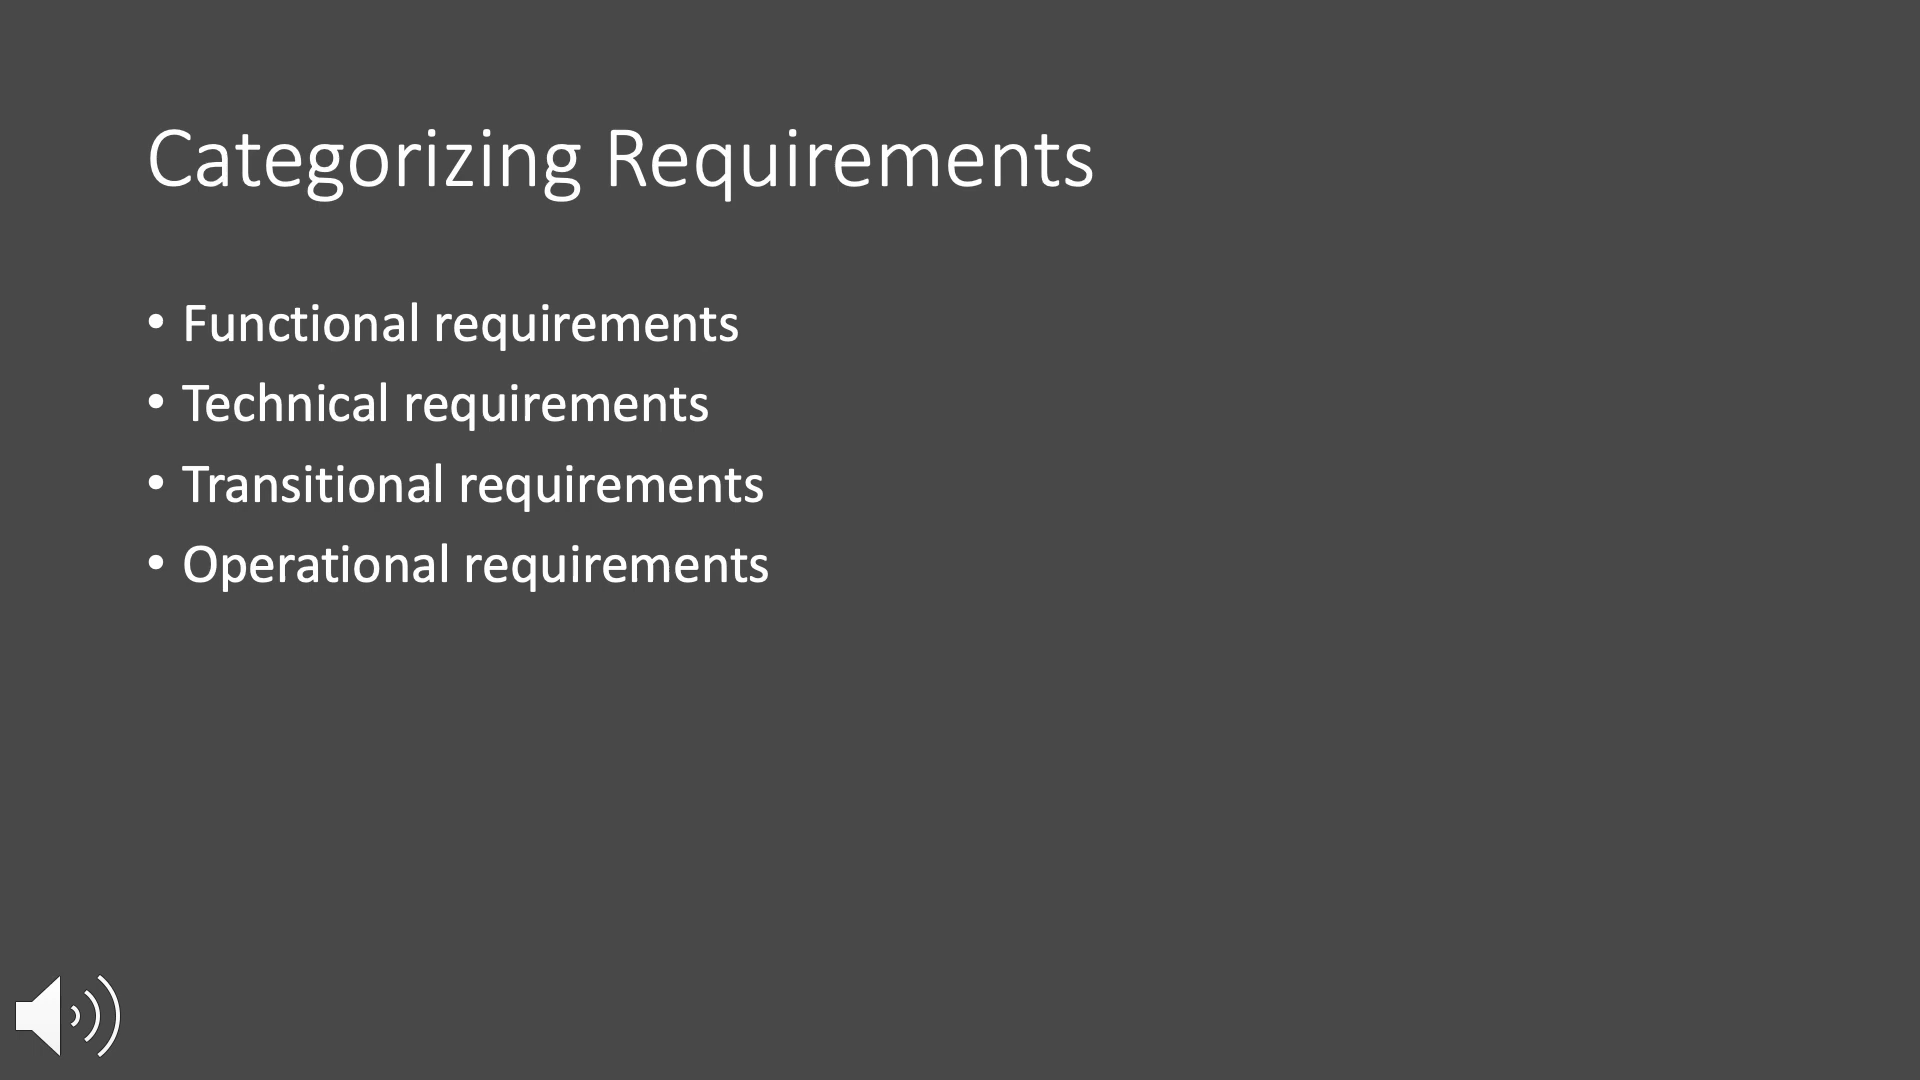 Categorizing Requirements
• Functional requirements
• Technical requirements
• Transitional requirements
• Operational requirements